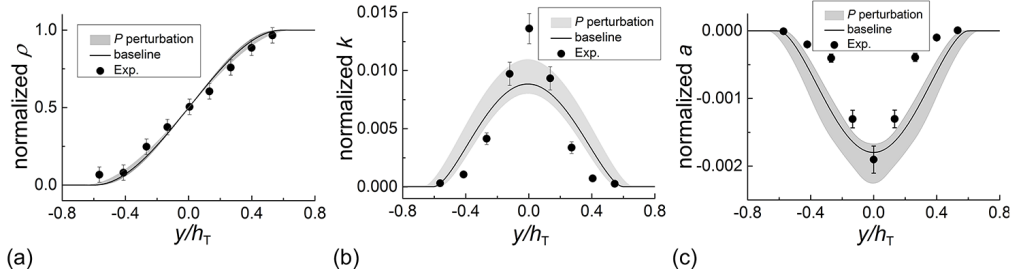 normalized ρ
1.0
0.5
0.0
P perturbation
baseline
Exp.
-0.8 -0.4 0.0 0.4 0.8
y/hT
(a)
normalized k
0.015
0.010
0.005
0.000
P perturbation
baseline
Exp.
-0.8 -0.4 0.0 0.4 0.8
y/hT
(b)
normalized a
0.000
-0.001
-0.002
P perturbation
baseline
Exp.
-0.8 -0.4 0.0 0.4 0.8
y/hT
(c)